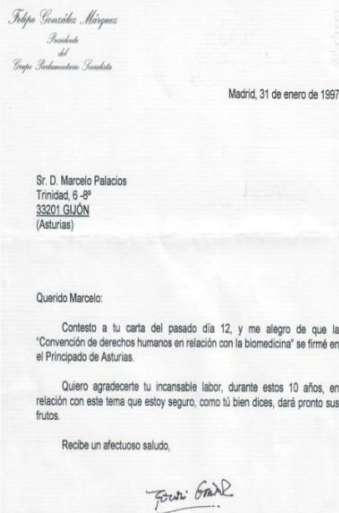 Felipe González Márquez
Presidente
del
Grupo Parlamentario Socialista
Madrid, 31 de enero de 1997
Sr. D. Marcelo Palacios
Trinidad, 6 -8º
33201 GIJÓN
(Asturias)
Querido Marcelo:
Contesto a tu carta del pasado día 12, y me alegro de que la
"Convención de derechos humanos en relación con la biomedicina" se firmé en
el Principado de Asturias.
Quiero agradecerte tu incansable labor, durante estos 10 años, en
relación con este tema que estoy seguro, como tú bien dices, dará pronto sus
frutos.
Recibe un afectuoso saludo,